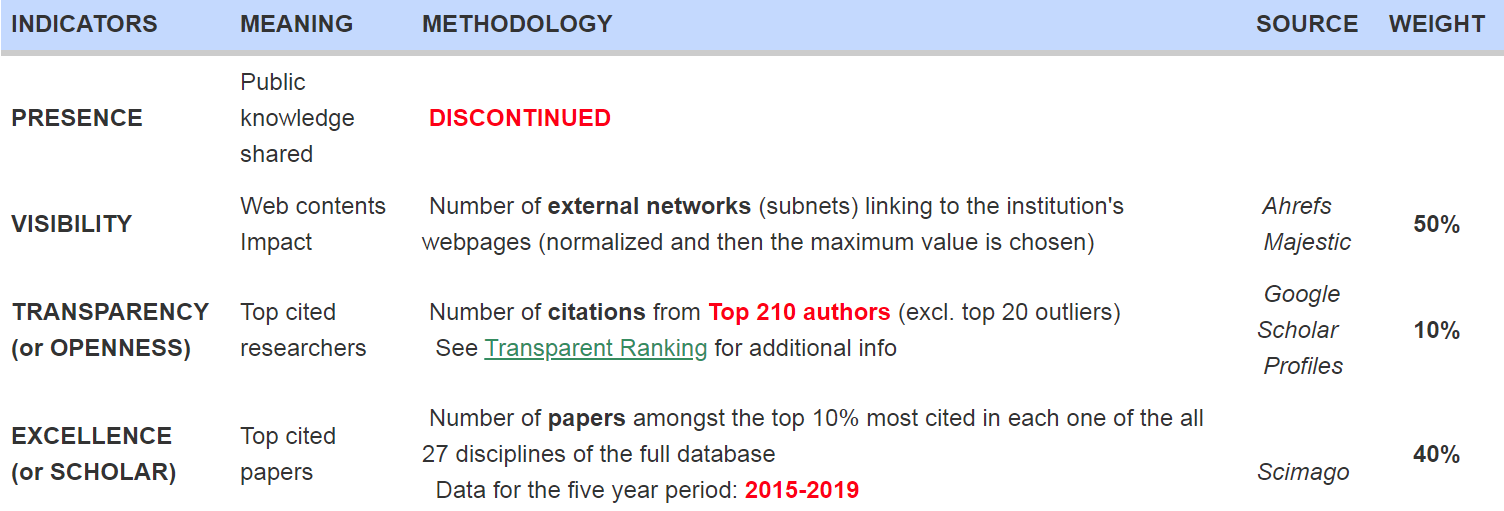 INDICATORS MEANING METHODOLOGY SOURCE WEIGHT
PRESENCE
Public
knowledge
shared
DISCONTINUED
VISIBILITY
Web contents
Impact
Number of external networks (subnets) linking to the institution's
webpages (normalized and then the maximum value is chosen)
Ahrefs
Majestic
50%
TRANSPARENCY
(or OPENNESS)
Top cited
researchers
Number of citations from Top 210 authors (excl. top 20 outliers)
See Transparent Ranking for additional info
Google
Scholar
Profiles
10%
EXCELLENCE
(or SCHOLAR)
Top cited
papers
Number of papers amongst the top 10% most cited in each one of the all
27 disciplines of the full database
Data for the five year period: 2015-2019
Scimago
40%